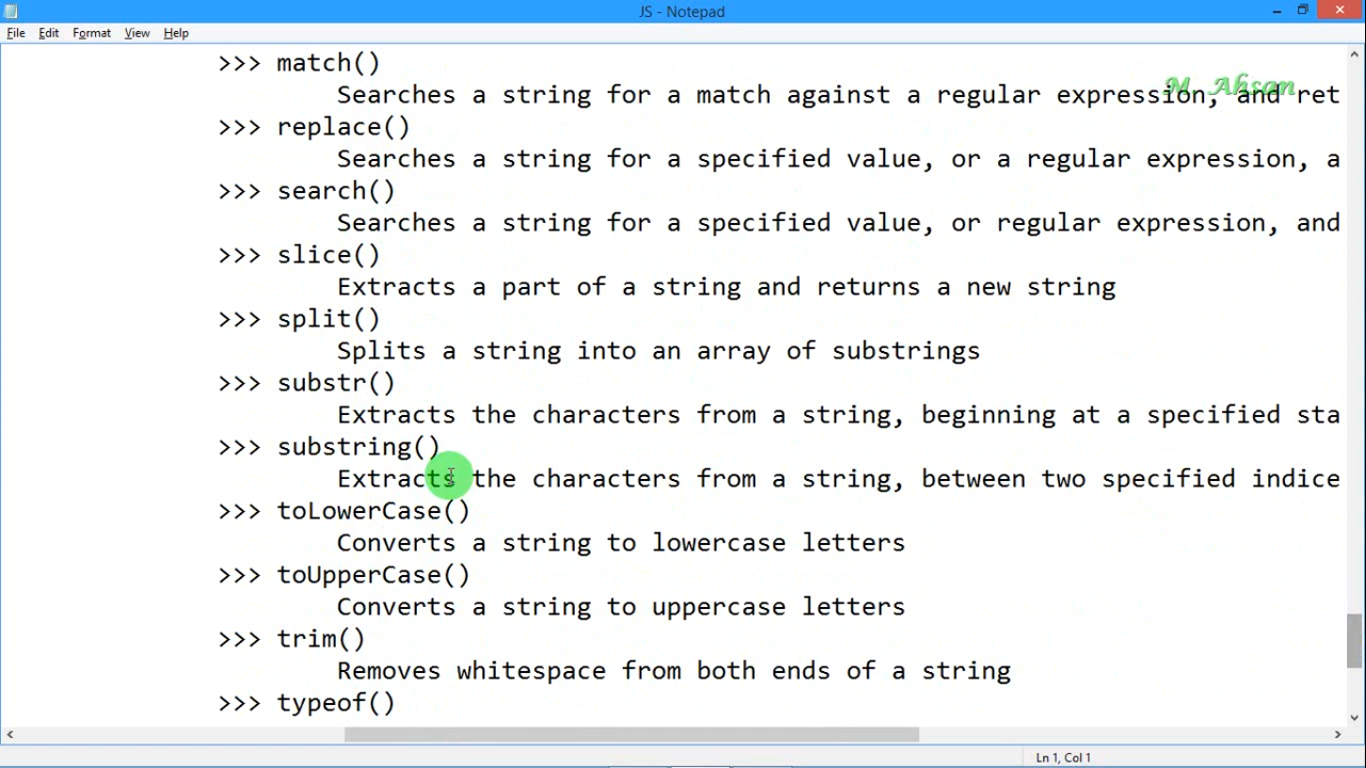 JS - Notepad
File Edit Format View Help
>>> match()
Searches a string for a match against a regular expression, and ret
M. Ahsan
>>> replace()
Searches a string for a specified value, or a regular expression, a
>>> search()
Searches a string for a specified value, or regular expression, and
>>> slice()
Extracts a part of a string and returns a new string
>>> split()
Splits a string into an array of substrings
>>> substr()
Extracts the characters from a string, beginning at a specified sta
>>> substring()
Extracts the characters from a string, between two specified indice
>>> toLowerCase()
Converts a string to lowercase letters
>>> toUpperCase()
Converts a string to uppercase letters
>>> trim()
Removes whitespace from both ends of a string
>>> typeof()
Ln 1, Col 1